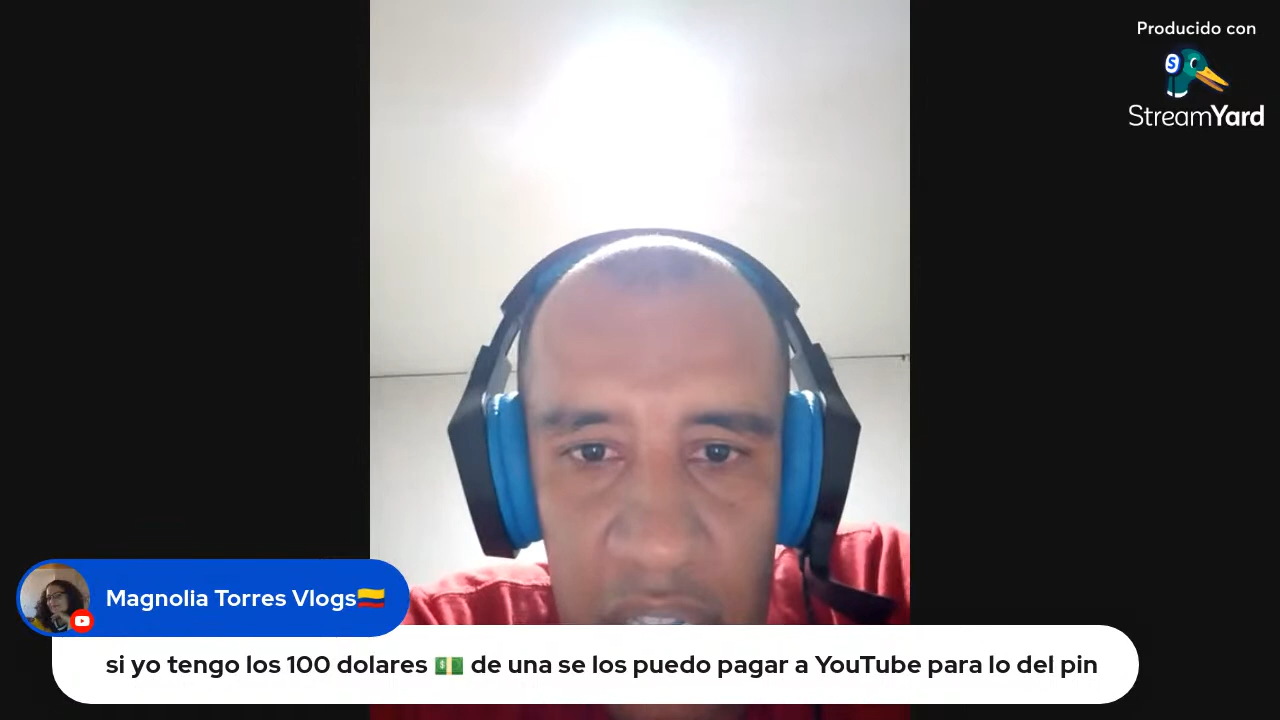 Producido con
StreamYard
Magnolia Torres Vlogs🇨🇴
si yo tengo los 100 dolares 💵 de una se los puedo pagar a YouTube para lo del pin